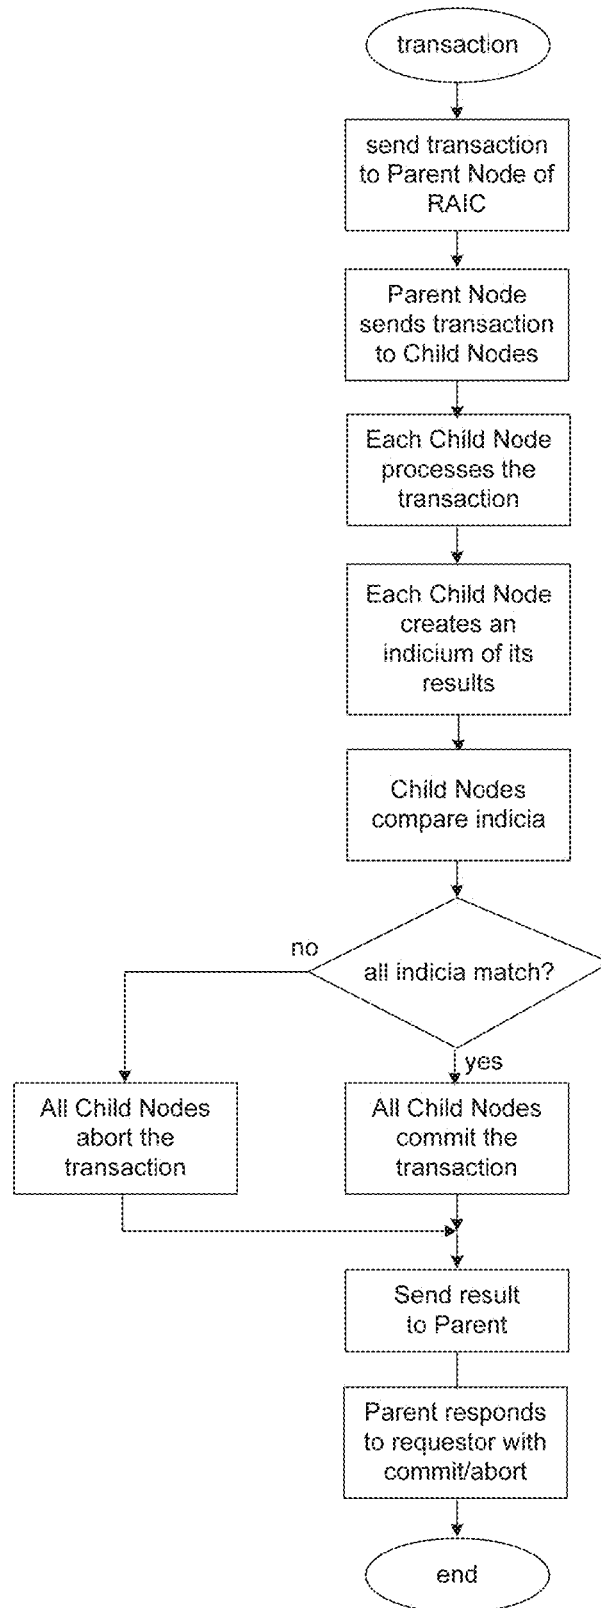 transaction
send transaction
to Parent Node of
RAIC
Parent Node
sends transaction
to Child Nodes
Each Child Node
processes the
transaction
Each Child Node
creates an
indicium of its
results
Child Nodes
compare indicia
no
all indicia match?
yes
All Child Nodes
abort the
transaction
All Child Nodes
commit the
transaction
Send result
to Parent
Parent responds
to requestor with
commit/abort
end